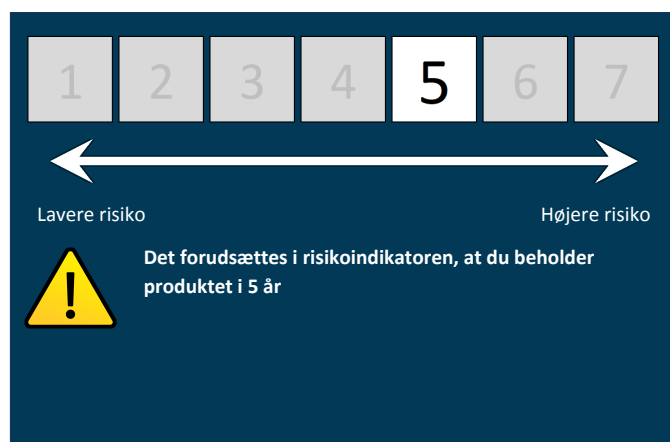 1 2 3 4 5 6 7
Lavere risiko Højere risiko
Det forudsættes i risikoindikatoren, at du beholder
produktet i 5 år